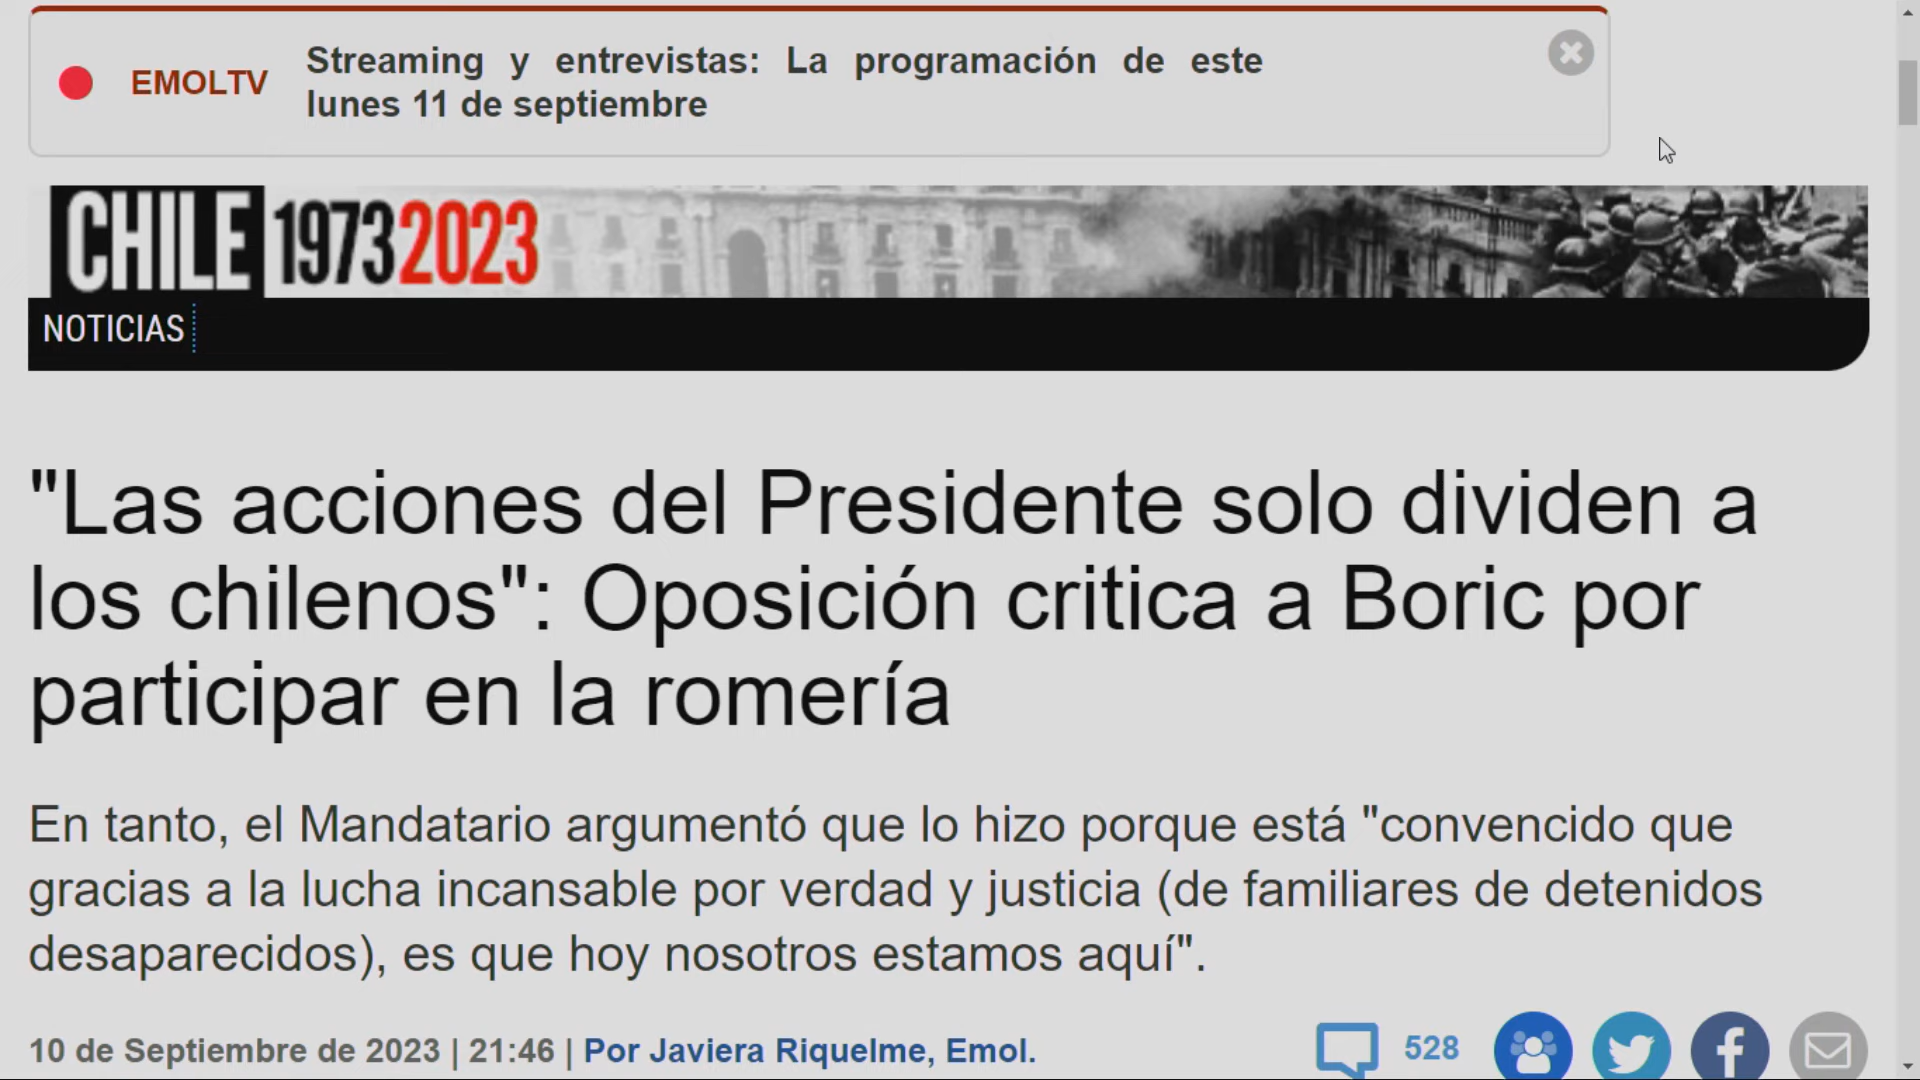 EMOLTV
Streaming y entrevistas: La programación de este
lunes 11 de septiembre
CHILE 1973 2023
NOTICIAS
"Las acciones del Presidente solo dividen a
los chilenos": Oposición critica a Boric por
participar en la romería
En tanto, el Mandatario argumentó que lo hizo porque está "convencido que
gracias a la lucha incansable por verdad y justicia (de familiares de detenidos
desaparecidos), es que hoy nosotros estamos aquí".
10 de Septiembre de 2023 | 21:46 | Por Javiera Riquelme, Emol.
528